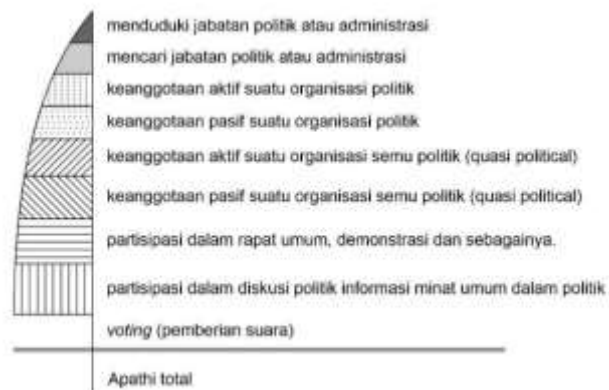 menduduki jabatan politik atau administrasi
mencari jabatan politik atau administrasi
keanggotaan aktif suatu organisasi politik
keanggotaan pasif suatu organisasi politik
keanggotaan aktif suatu organisasi semu politik (quasi political)
keanggotaan pasif suatu organisasi semu politik (quasi political)
partisipasi dalam rapat umum, demonstrasi dan sebagainya.
partisipasi dalam diskusi politik informasi minat umum dalam politik
voting (pemberian suara)
Apathi total